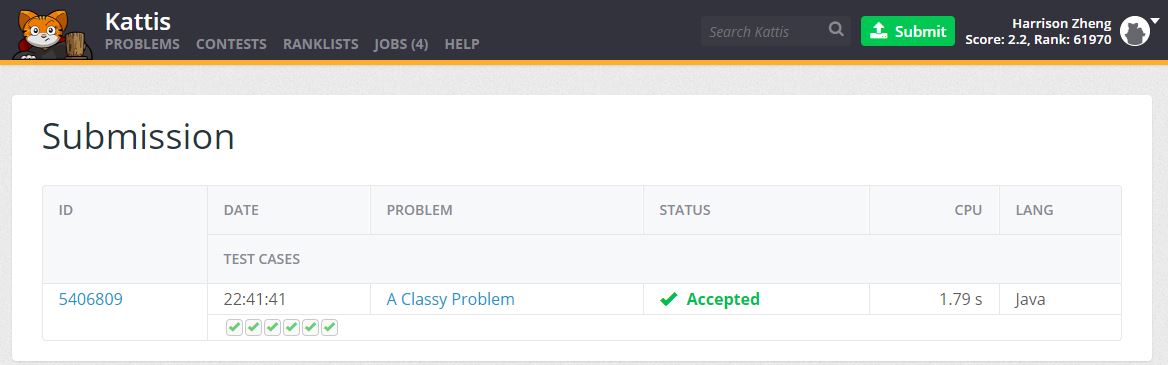 Kattis
PROBLEMS CONTESTS RANKLISTS JOBS (4) HELP
Search Kattis
Submit
Harrison Zheng
Score: 2.2, Rank: 61970
Submission
ID DATE PROBLEM STATUS CPU LANG
TEST CASES
5406809 22:41:41 A Classy Problem Accepted 1.79 s Java